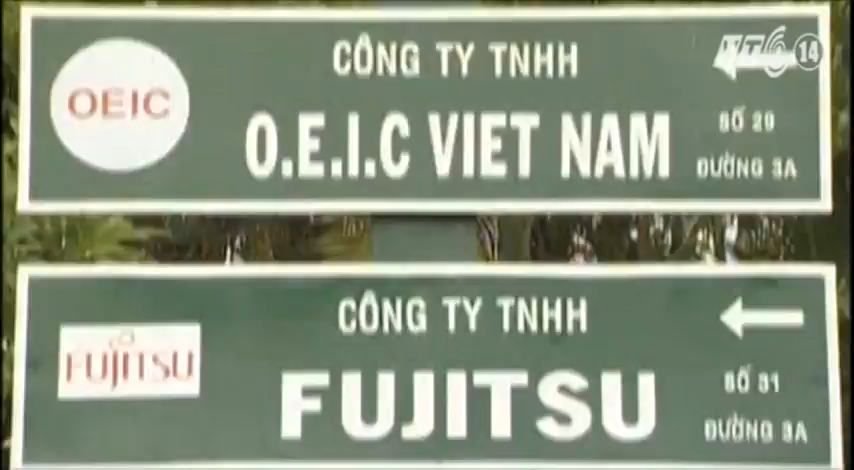 OEIC
CÔNG TY TNHH
O.E.I.C VIET NAM
SỐ 29
ĐƯỜNG 3A
VTC 14
FUJITSU
CÔNG TY TNHH
FUJITSU
SỐ 31
ĐƯỜNG 3A